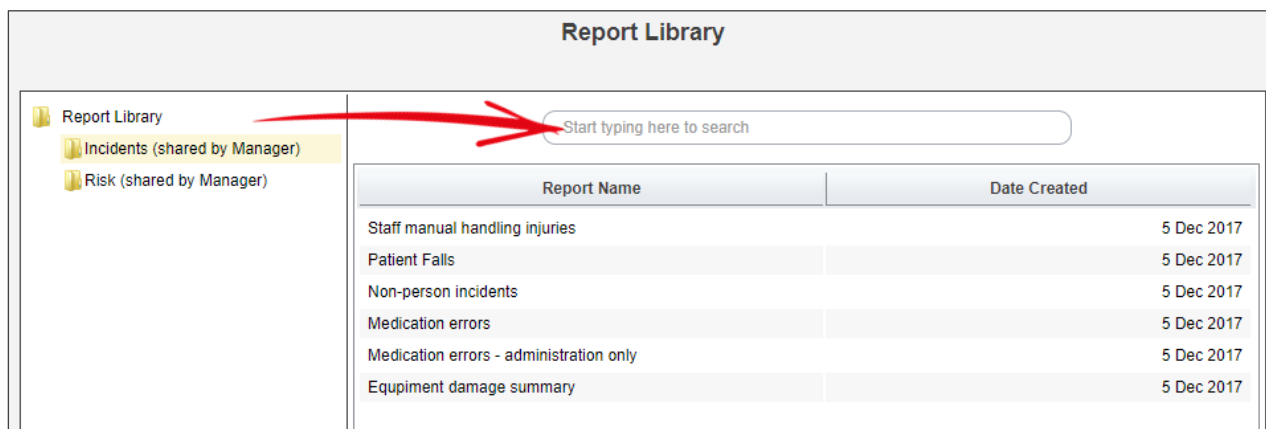 Report Library
Report Library
Incidents (shared by Manager)
Risk (shared by Manager)
Start typing here to search
Report Name Date Created
Staff manual handling injuries 5 Dec 2017
Patient Falls 5 Dec 2017
Non-person incidents 5 Dec 2017
Medication errors 5 Dec 2017
Medication errors - administration only 5 Dec 2017
Equpiment damage summary 5 Dec 2017